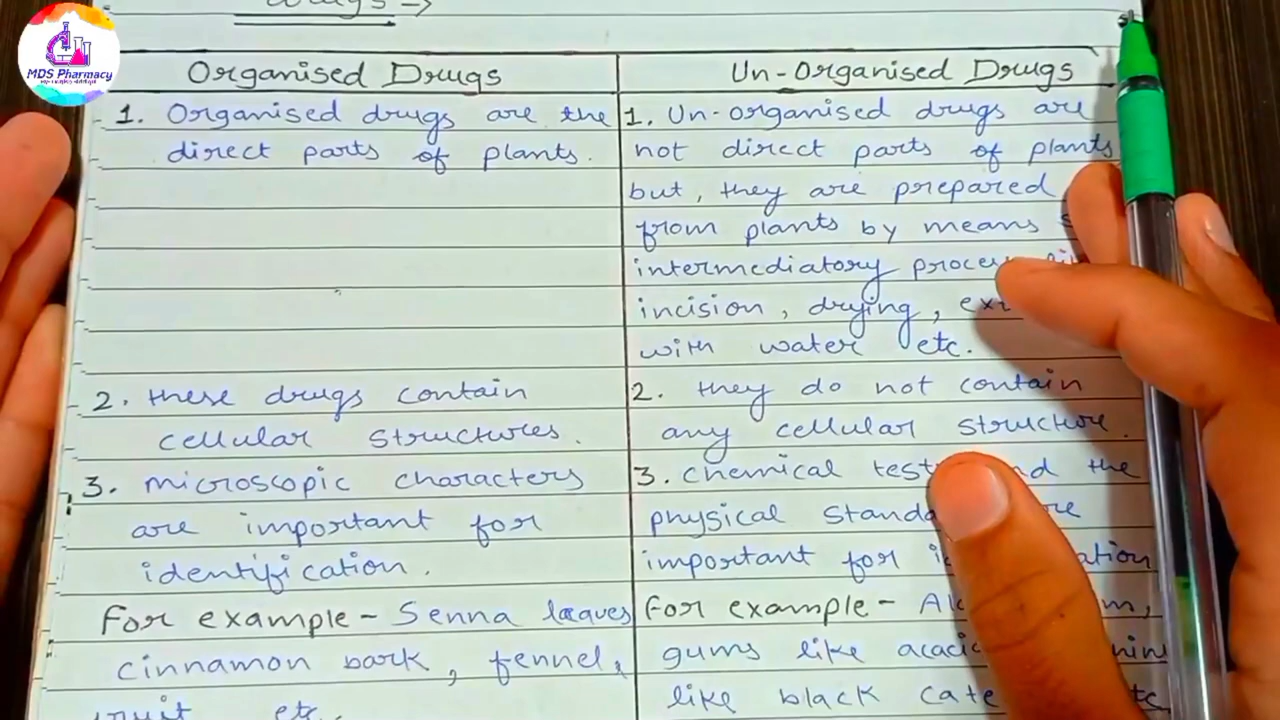 MDS Pharmacy
Drugs →
Organised Drugs
1. Organised drugs are the
direct parts of plants.
2. these drugs contain
cellular structures.
3. microscopic characters
are important for
identification.
For example - Senna leaves
cinnamon bark, fennel,
fruit etc.
Un-Organised Drugs
1. Un-organised drugs are
not direct parts of plants
but, they are prepared
from plants by means
intermediatory
incision, drying,
with water etc.
2. they do not contain
any cellular structure.
3. chemical the
physical
important for
For example -
gums like
like black